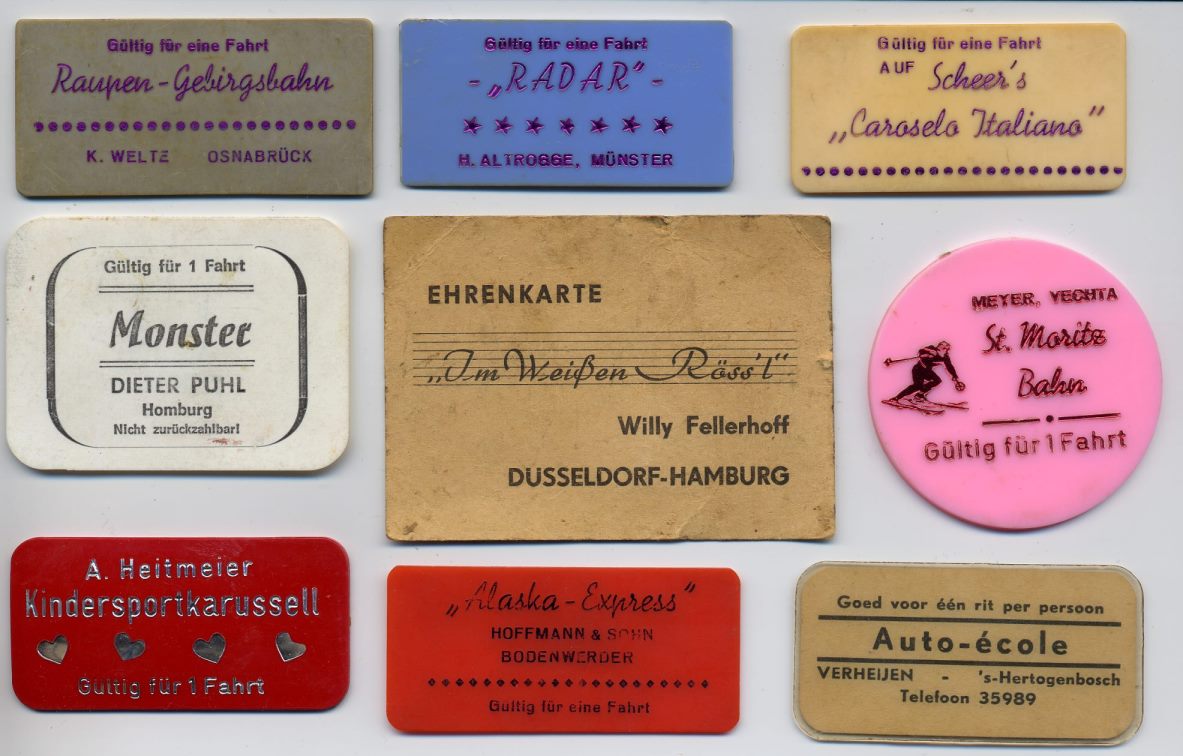 Gültig für eine Fahrt
Raupen-Gebirgsbahn
K. WELTE OSNABRÜCK
Gültig für eine Fahrt
-„RADAR"-
H. ALTROGGE, MÜNSTER
Gültig für eine Fahrt
AUF Scheer's
„Caroselo Italiano"
Gültig für 1 Fahrt
Monster
DIETER PUHL
Homburg
Nicht zurückzahlbar!
EHRENKARTE
„Im Weißen Röss'l"
Willy Fellerhoff
DÜSSELDORF-HAMBURG
MEYER, VECHTA
St. Moritz
Bahn
Gültig für 1 Fahrt
A. Heitmeier
Kindersportkarussell
Gültig für 1 Fahrt
„Alaska-Express"
HOFFMANN & SOHN
BODENWERDER
Gultig für eine Fahrt
Goed voor één rit per persoon
Auto-école
VERHEIJEN - 's-Hertogenbosch
Telefoon 35989